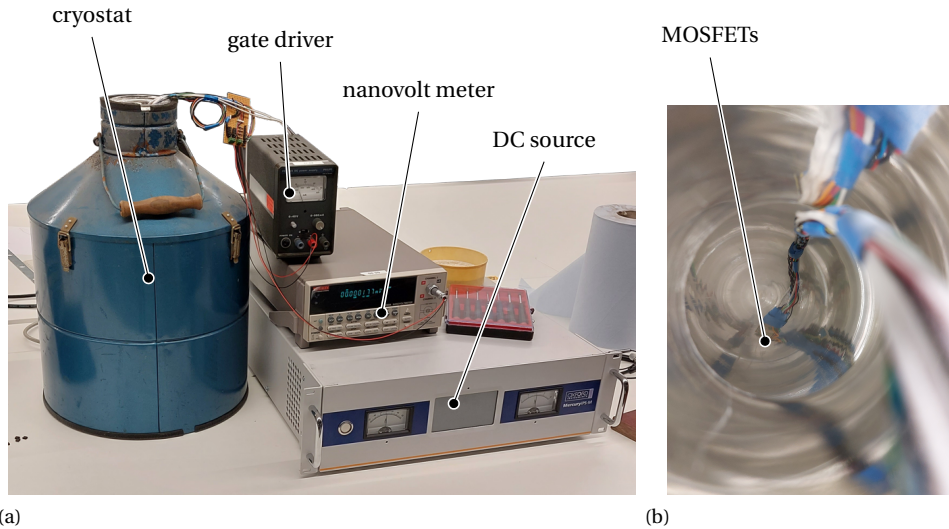 cryostat
gate driver
nanovolt meter
DC source
MOSFETs
(a)
(b)